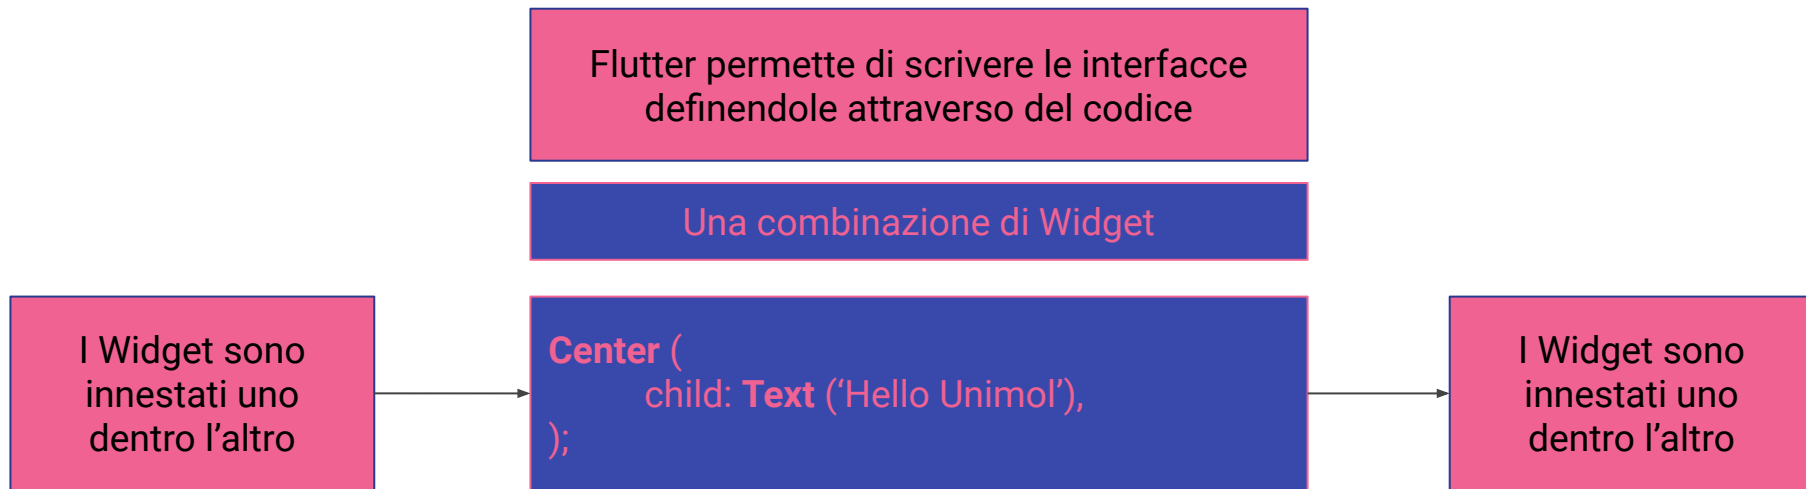 Flutter permette di scrivere le interfacce
definendole attraverso del codice
Una combinazione di Widget
I Widget sono
innestati uno
dentro l’altro
Center (
child: Text (‘Hello Unimol’),
);
I Widget sono
innestati uno
dentro l’altro